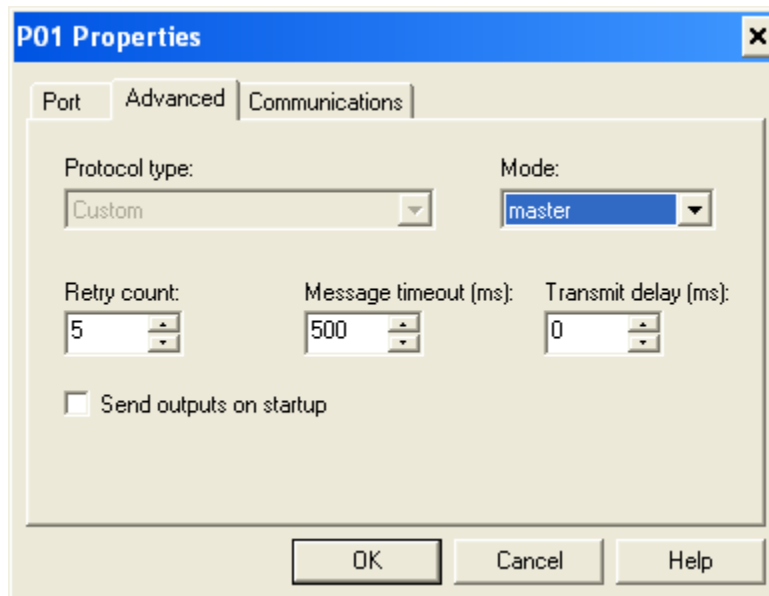 P01 Properties
Port Advanced Communications
Protocol type: Mode:
Custom master
Retry count: Message timeout (ms): Transmit delay (ms):
5 500 0
Send outputs on startup
OK Cancel Help